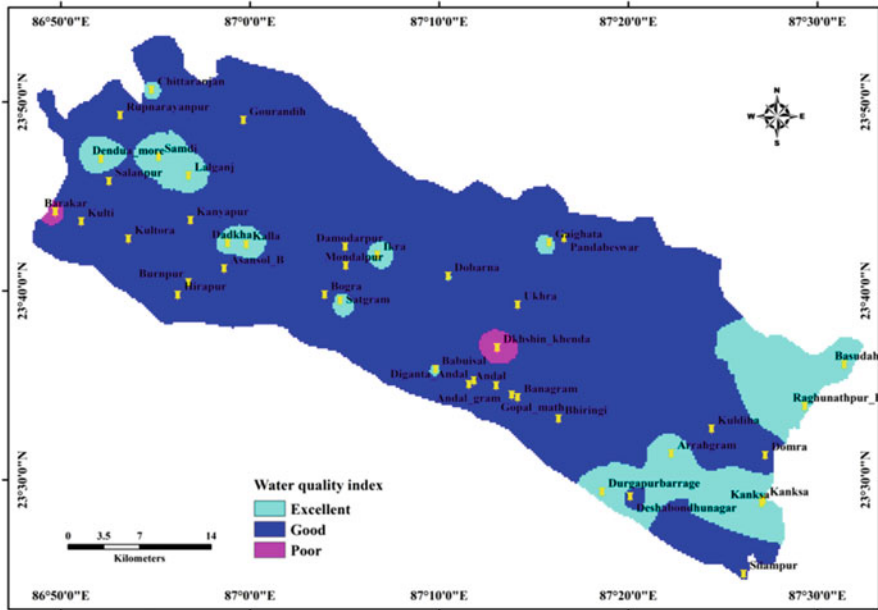 86°50'0"E 87°0'0"E 87°10'0"E 87°20'0"E 87°30'0"E
23°50'0"N
23°40'0"N
23°30'0"N
23°50'0"N
23°40'0"N
23°30'0"N
N
W E
S
Chittaranjan
Rupnarayanpur
Gourandih
Dendua_more
Samdi
Lalganj
Salanpur
Barakar
Kulti
Kanyapur
Kultora
Dadkha
Kalla
Damodarpur
Ikra
Gaighata
Pandabeswar
Asansol_B
Mondalpur
Dobarna
Burnpur
Hirapur
Bogra
Satgram
Ukhra
Dkhshin_khenda
Basudah
Babuisal
Diganta_Andal
Andal
Andal_gram
Banagram
Gopal_math
Bhiringi
Raghunathpur_
Kuldiha
Arrahgram
Domra
Durgapurbarrage
Deshabondhunagar
Kanksa
Kanksa
Silampur
Water quality index
Excellent
Good
Poor
0 3.5 7 14
Kilometers
86°50'0"E 87°0'0"E 87°10'0"E 87°20'0"E 87°30'0"E